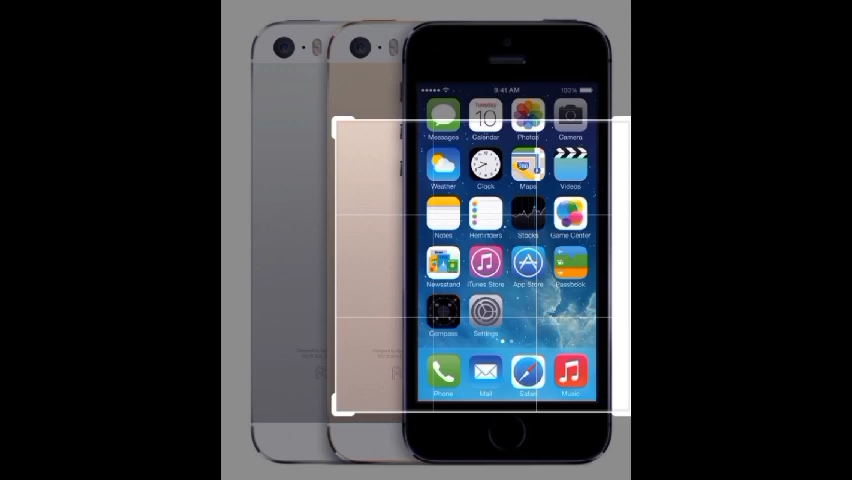 9:41 AM 100%
Tuesday
10
Messages Calendar Photos Camera
Weather Clock Maps Videos
Notes Reminders Stocks Game Center
Newsstand iTunes Store App Store Passbook
Compass Settings
Phone Mail Safari Music